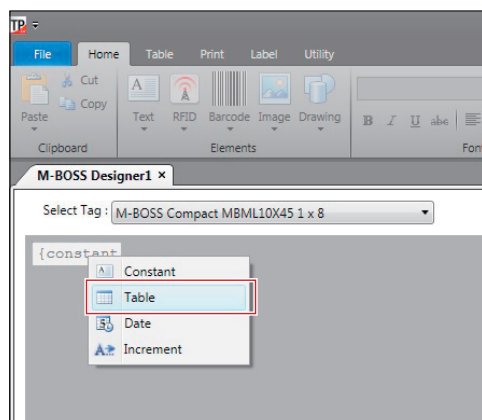 TP
File Home Table Print Label Utility
Cut
Copy
Paste
A Text RFID Barcode Image Drawing
B I U abc
Clipboard Elements Fon
M-BOSS Designer1 ×
Select Tag : M-BOSS Compact MBML10X45 1 x 8
{constant
Constant
Table
Date
Increment